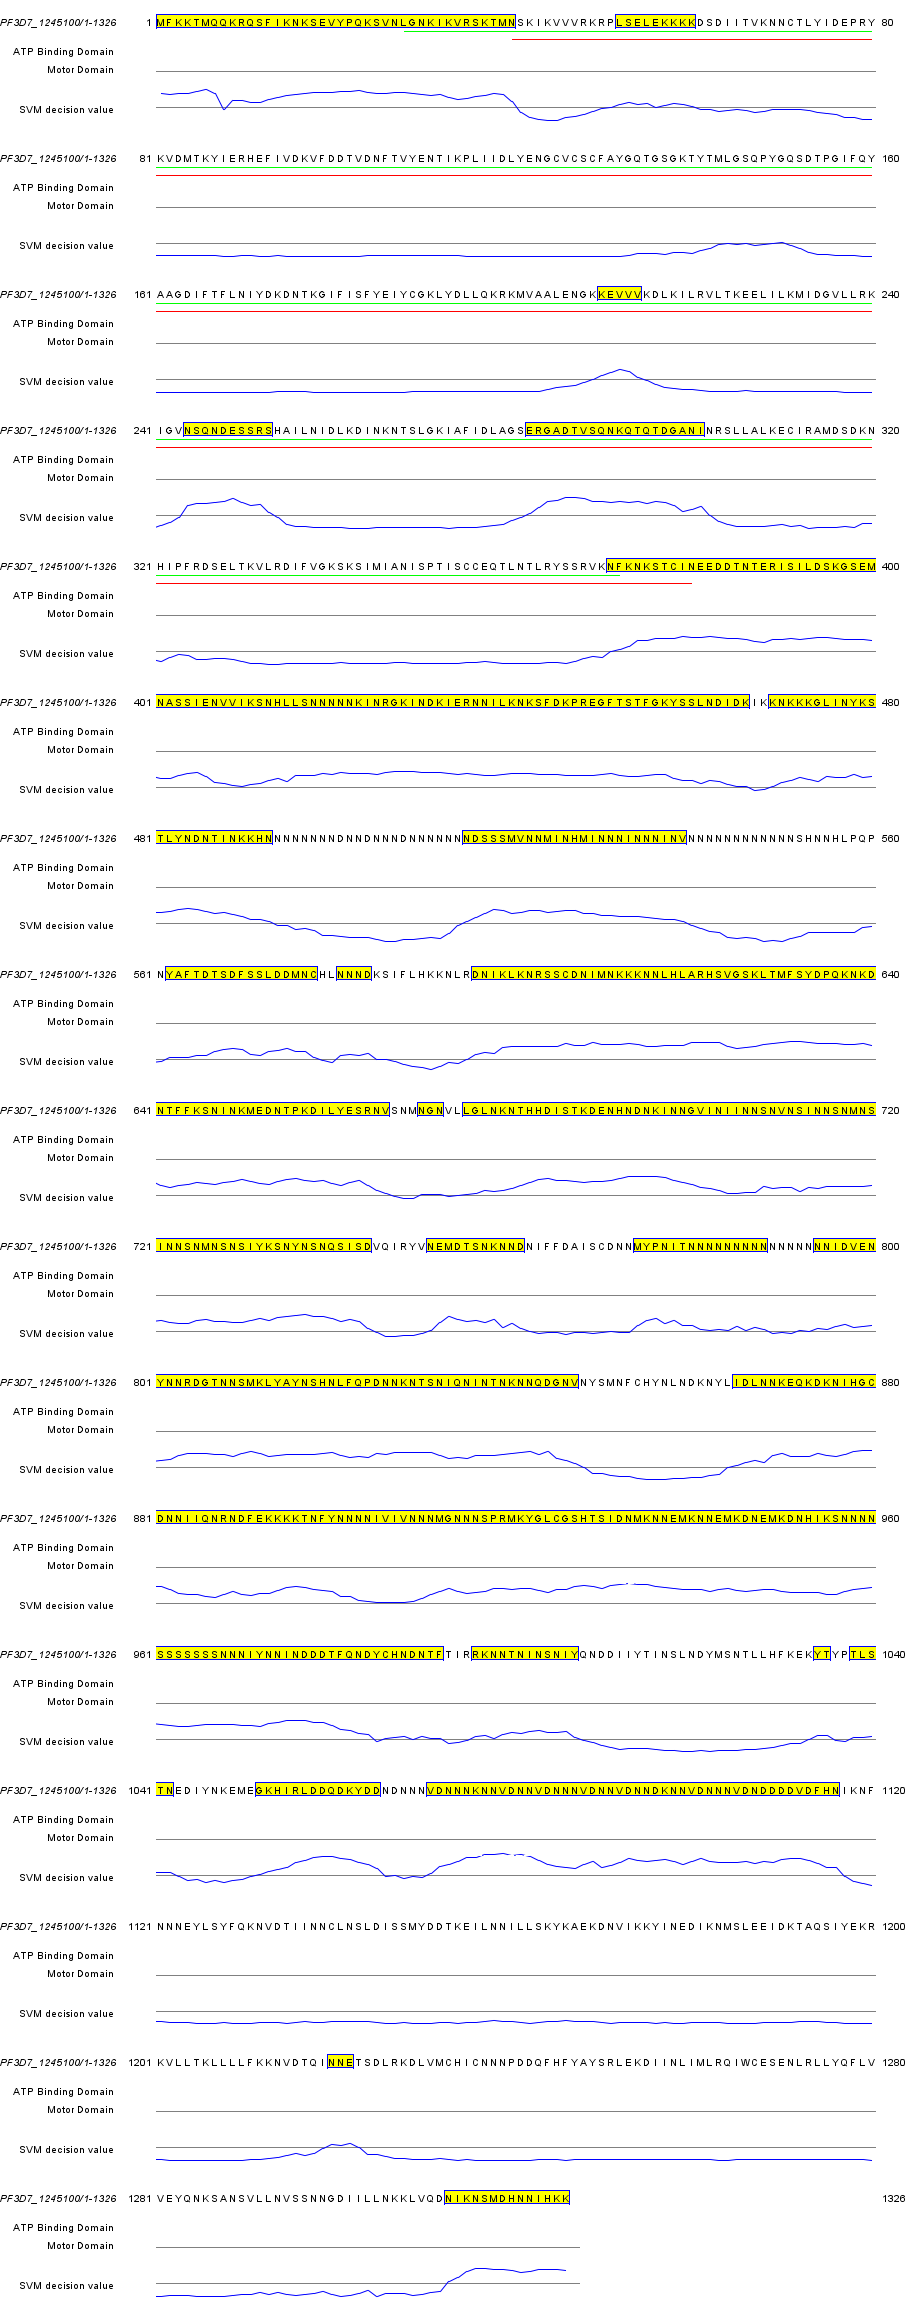 PF3D7_1245100/1-1326 1 MFKKTMQQKRQSFIKNKSEVYPQKSVNLGNKIKVRSKTMNSKIKVVVRKRPLSELEKKKKDSDIITVKNNCTLYIDEPRY 80
ATP Binding Domain
Motor Domain
SVM decision value
PF3D7_1245100/1-1326 81 KVDMTKYIERHEFIVDKVFDDTVDNFTVYENTIKPLIIDLYENGCVCSCFAYGQTGSGKTYTMLGSQPYGQSDTPGIFQY 160
ATP Binding Domain
Motor Domain
SVM decision value
PF3D7_1245100/1-1326 161 AAGDIFTFLNIYDKDNTKGIFISFYEIYCGKLYDLLQKRKMVAALENGKKEVVVKDLKILRVLTKEELILKMIDGVLLRK 240
ATP Binding Domain
Motor Domain
SVM decision value
PF3D7_1245100/1-1326 241 IGVNSQNDESSRSHAILNIDLKDINKNTSLGKIAFIDLAGSERGADTVSQNKQTQTDGANINRSLLALKECIRAMDSDKN 320
ATP Binding Domain
Motor Domain
SVM decision value
PF3D7_1245100/1-1326 321 HIPFRDSELTKVLRDIFVGKSKSIMIANISPTISCCEQTLNTLRYSSRVKNFKNKSTCINEEDDTNTERISILDSKGSEM 400
ATP Binding Domain
Motor Domain
SVM decision value
PF3D7_1245100/1-1326 401 NASSIENVVIKSNHLLSNNNNNKINRGKINDKIERNNILKNKSFDKPREGFTSTFGKYSSLNDIDKIKKNKKKGLINYKS 480
ATP Binding Domain
Motor Domain
SVM decision value
PF3D7_1245100/1-1326 481 TLYNDNTINKKHNNNNNNNNDNNDNNNDNNNNNNNDSSSMVNNMINHMINNNINNNINVNNNNNNNNNNNNSHNNHLPQP 560
ATP Binding Domain
Motor Domain
SVM decision value
PF3D7_1245100/1-1326 561 NYAFTDTSDFSSLDDMNCHLNNNDKSIFLHKKNLRDNIKLKNRSSCDNIMNKKKNNLHLARHSVGSKLTMFSYDPQKNKD 640
ATP Binding Domain
Motor Domain
SVM decision value
PF3D7_1245100/1-1326 641 NTFFKSNINKMEDNTPKDILYESRNVSNMNGNVLLGLNKNTHHDISTKDENHNDNKINNGVINIINNSNVNSINNSNMNS 720
ATP Binding Domain
Motor Domain
SVM decision value
PF3D7_1245100/1-1326 721 INNSNMNSNSIYKSNYNSNQSISDVQIRYVNEMDTSNKNNDNIFFDAISCDNNMYPNITNNNNNNNNNNNNNNNIDVEN 800
ATP Binding Domain
Motor Domain
SVM decision value
PF3D7_1245100/1-1326 801 YNNRDGTNNSMKLYAYNSHNLFQPDNNKNTSNIQNINTNKNNQDGNVNYSMNFCHYNLNDKNYLIDLNNKEQKDKNIHGC 880
ATP Binding Domain
Motor Domain
SVM decision value
PF3D7_1245100/1-1326 881 DNNIIQNRNDFEKKKKTNFYNNNNIVIVNNNMGNNNSPRMKYGLCGSHTSIDNMKNNEMKNNEMKDNEMKDNHIKSNNNN 960
ATP Binding Domain
Motor Domain
SVM decision value
PF3D7_1245100/1-1326 961 SSSSSSSNNNIYNNINDDDTFQNDYCHNDNTFTIRRKNNTNINSNIYQNDDIIYTINSLNDYMSNTLLHFKEKYTYPTLS 1040
ATP Binding Domain
Motor Domain
SVM decision value
PF3D7_1245100/1-1326 1041 TNEDIYNKEMEGKHIRLDDQDKYDDNDNNNVDNNNKNNVDNNVDNNNVDNNVDNNDKNNVDNNNVDNDDDDVDFHNIKNF 1120
ATP Binding Domain
Motor Domain
SVM decision value
PF3D7_1245100/1-1326 1121 NNNEYLSYFQKNVDTIINNCLNSLDISSMYDDTKEILNNILLSKYKAEKDNVIKKYINEDIKNMSLEEIDKTAQSIYEKR 1200
ATP Binding Domain
Motor Domain
SVM decision value
PF3D7_1245100/1-1326 1201 KVLLTKLLLLFKKNVDTQINNETSDLRKDLVMCHICNNNPDDQFHFYAYSRLEKDIINLIMLRQIWCESENLRLLYQFLV 1280
ATP Binding Domain
Motor Domain
SVM decision value
PF3D7_1245100/1-1326 1281 VEYQNKSANSVLLNVSSNNGDIILLNKKLVQDNIKNSMDHNNIHKK 1326
ATP Binding Domain
Motor Domain
SVM decision value